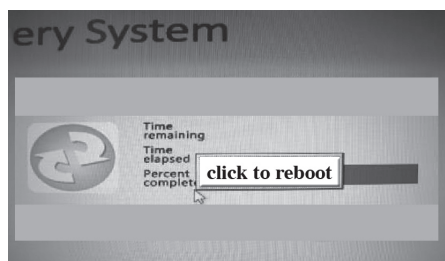 ery System
Time
remaining
Time
elapsed
Percent
complete
click to reboot